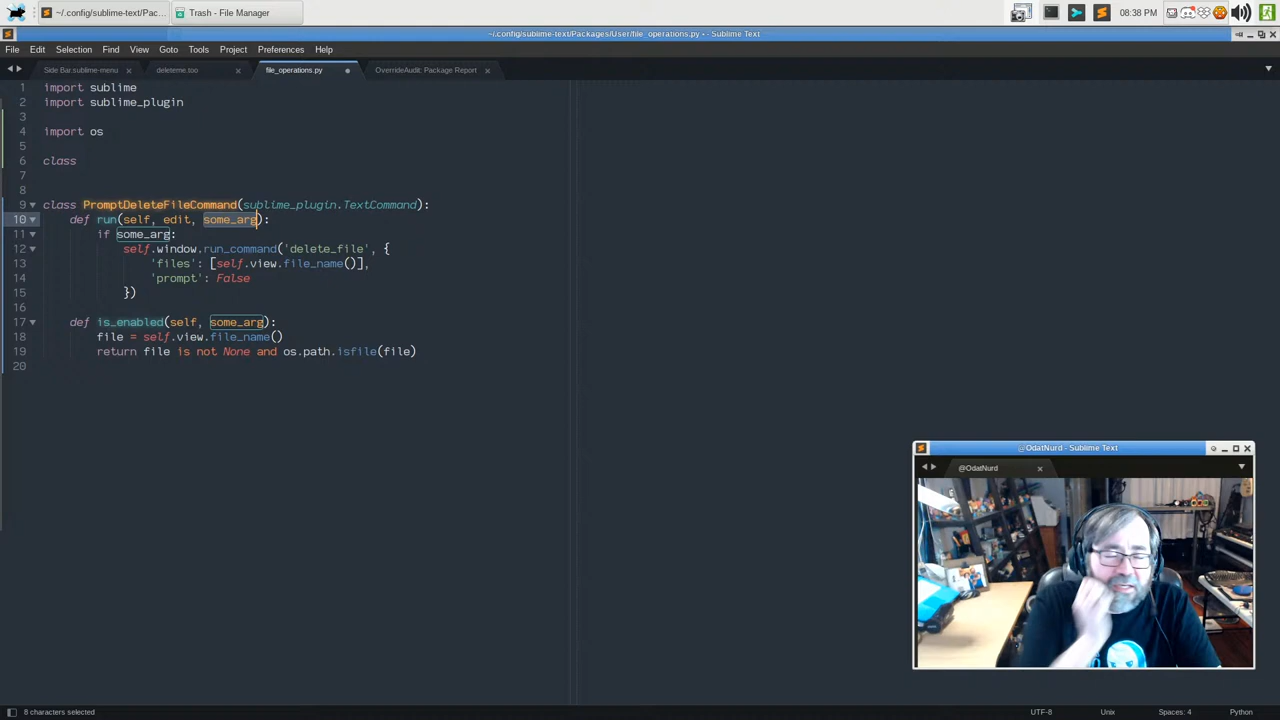 ~/.config/sublime-text/Pac...
Trash - File Manager
08:38 PM
~/.config/sublime-text/Packages/User/file_operations.py • - Sublime Text
File Edit Selection Find View Goto Tools Project Preferences Help
Side Bar.sublime-menu
deleteme.too
file_operations.py
OverrideAudit: Package Report
1 import sublime
2 import sublime_plugin
3
4 import os
5
6 class
7
8
9 class PromptDeleteFileCommand(sublime_plugin.TextCommand):
10 def run(self, edit, some_arg):
11 if some_arg:
12 self.window.run_command('delete_file', {
13 'files': [self.view.file_name()],
14 'prompt': False
15 })
16
17 def is_enabled(self, some_arg):
18 file = self.view.file_name()
19 return file is not None and os.path.isfile(file)
20
@OdatNurd - Sublime Text
@OdatNurd
8 characters selected
UTF-8
Unix
Spaces: 4
Python